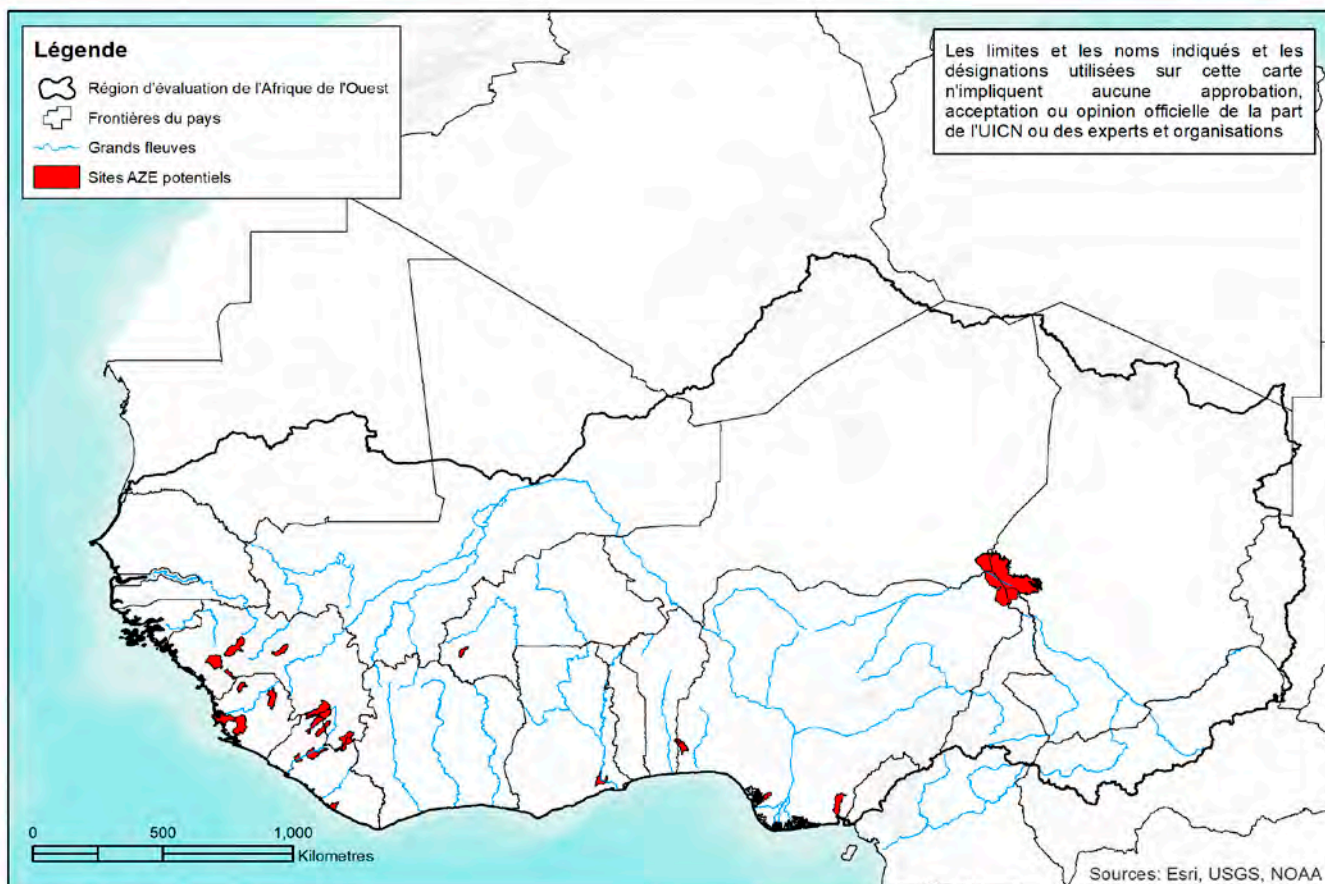 Légende
Région d'évaluation de l'Afrique de l'Ouest
Frontières du pays
Grands fleuves
Sites AZE potentiels
Les limites et les noms indiqués et les
désignations utilisées sur cette carte
n'impliquent aucune approbation,
acceptation ou opinion officielle de la part
de l'UICN ou des experts et organisations
0 500 1,000
Kilometres
Sources: Esri, USGS, NOAA